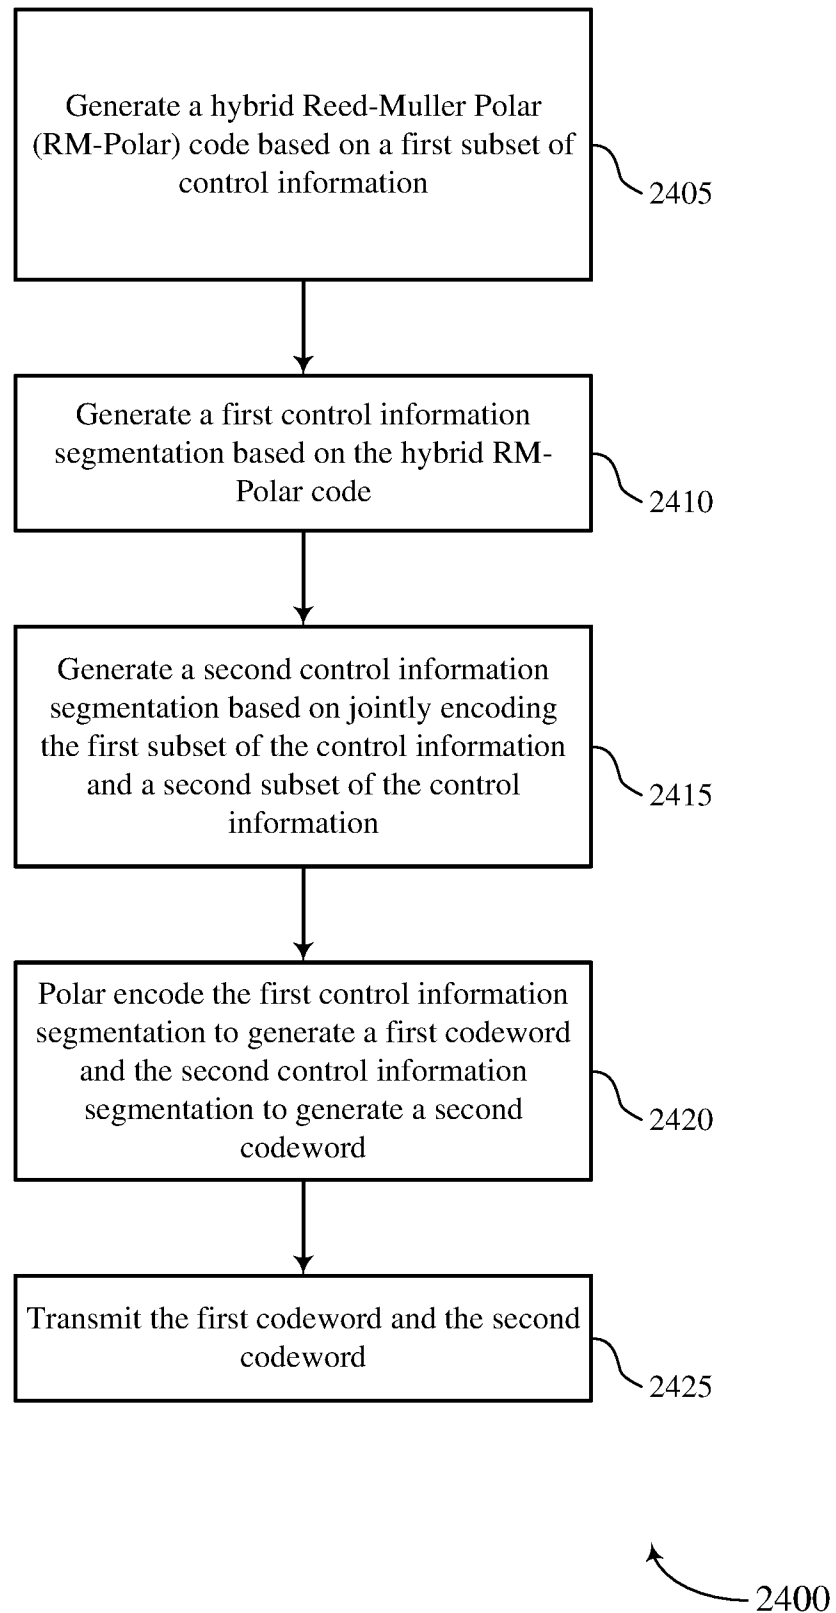 Generate a hybrid Reed-Muller Polar
(RM-Polar) code based on a first subset of
control information
2405
Generate a first control information
segmentation based on the hybrid RM-
Polar code
2410
Generate a second control information
segmentation based on jointly encoding
the first subset of the control information
and a second subset of the control
information
2415
Polar encode the first control information
segmentation to generate a first codeword
and the second control information
segmentation to generate a second
codeword
2420
Transmit the first codeword and the second
codeword
2425
2400